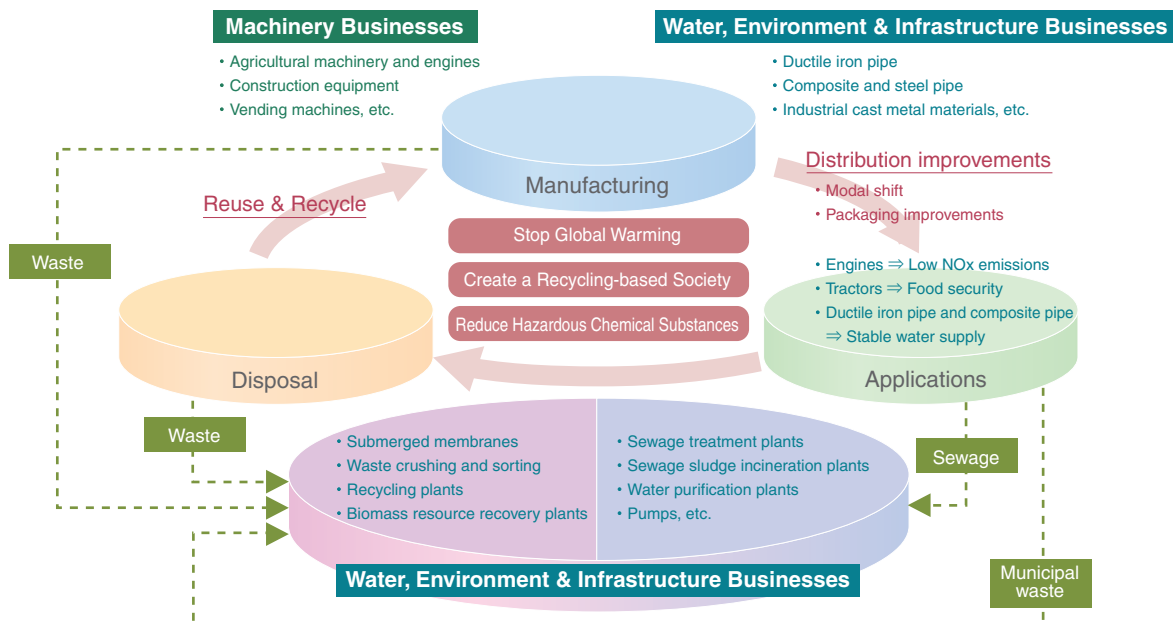 Machinery Businesses
• Agricultural machinery and engines
• Construction equipment
• Vending machines, etc.
Water, Environment & Infrastructure Businesses
• Ductile iron pipe
• Composite and steel pipe
• Industrial cast metal materials, etc.
Manufacturing
Distribution improvements
• Modal shift
• Packaging improvements
Reuse & Recycle
Stop Global Warming
Create a Recycling-based Society
Reduce Hazardous Chemical Substances
Waste
• Engines ⇒ Low NOx emissions
• Tractors ⇒ Food security
• Ductile iron pipe and composite pipe
⇒ Stable water supply
Applications
Disposal
Waste
Sewage
• Submerged membranes
• Waste crushing and sorting
• Recycling plants
• Biomass resource recovery plants
• Sewage treatment plants
• Sewage sludge incineration plants
• Water purification plants
• Pumps, etc.
Water, Environment & Infrastructure Businesses
Municipal
waste